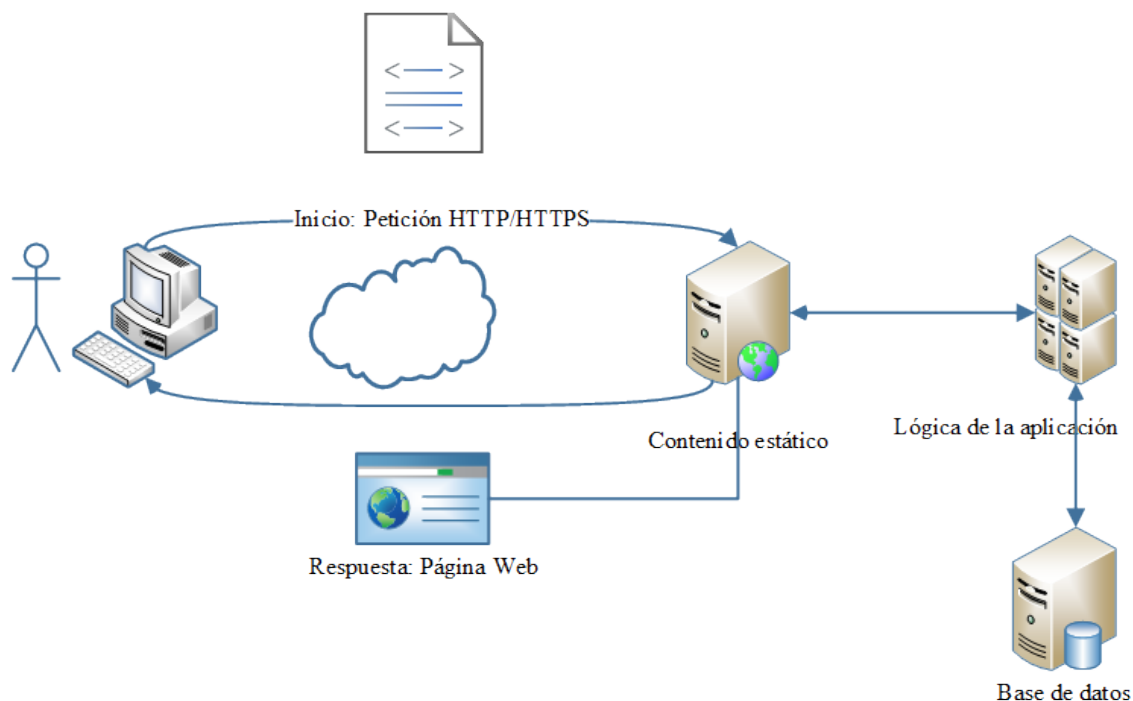 Inicio: Petición HTTP/HTTPS
Contenido estático
Lógica de la aplicación
Respuesta: Página Web
Base de datos